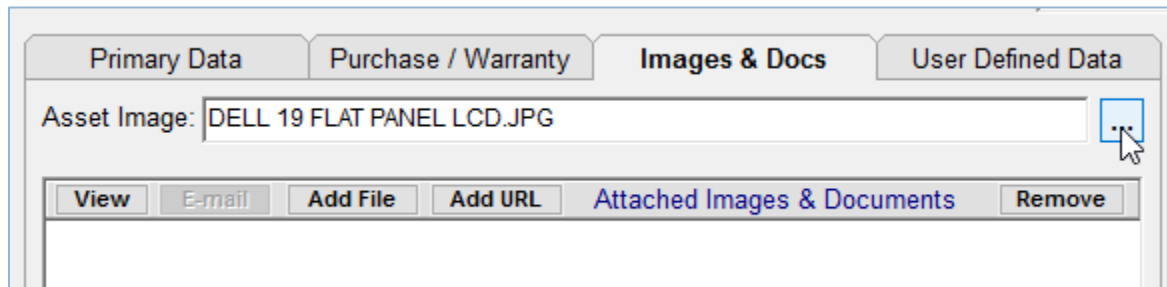 Primary Data Purchase / Warranty Images & Docs User Defined Data
Asset Image: DELL 19 FLAT PANEL LCD.JPG ...
View E-mail Add File Add URL Attached Images & Documents Remove